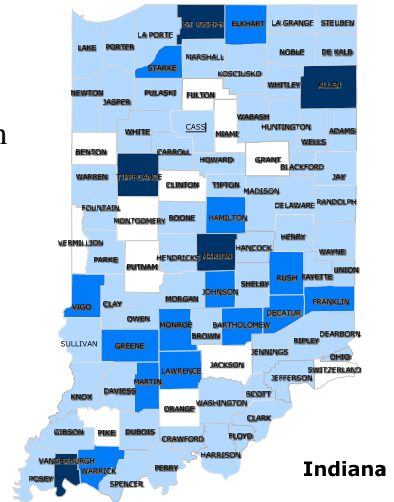 ST JOSEPH ELKHART LA GRANGE STEUBEN
LA PORTE
LAKE PORTER NOBLE DE KALB
MARSHALL
STARKE
KOSCIUSKO
WHITLEY ALLEN
NEWTON PULASKI FULTON
JASPER
WABASH
CASS HUNTINGTON
WHITE MIAMI ADAMS
WELLS
BENTON CARROLL
HOWARD GRANT
BLACKFORD
WARREN TIPPECANOE JAY
CLINTON TIPTON
MADISON
DELAWARE RANDOLPH
FOUNTAIN
MONTGOMERY BOONE HAMILTON
HENRY
VERMILLION HANCOCK
WAYNE
HENDRICKS MARION
PARKE
PUTNAM UNION
RUSH FAYETTE
SHELBY
JOHNSON
MORGAN
VIGO CLAY FRANKLIN
OWEN DECATUR
MONROE BARTHOLOMEW
BROWN DEARBORN
SULLIVAN GREENE RIPLEY
JENNINGS OHIO
LAWRENCE JACKSON SWITZERLAND
MARTIN JEFFERSON
KNOX DAVIESS SCOTT
ORANGE WASHINGTON
CLARK
GIBSON PIKE DUBOIS FLOYD
CRAWFORD
HARRISON
VANDERBURGH
WARRICK PERRY
POSEY SPENCER
Indiana